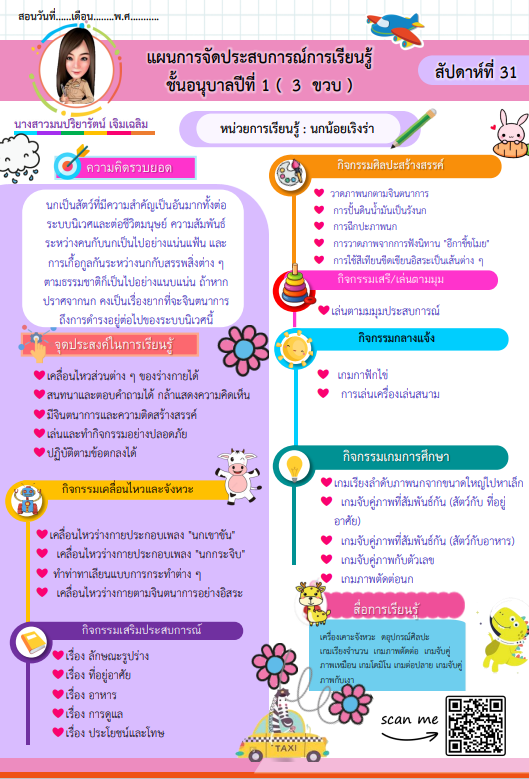 สอนวันที่......เดือน........พ.ศ...........
แผนการจัดประสบการณ์การเรียนรู้
ชั้นอนุบาลปีที่ 1 ( 3 ขวบ )
สัปดาห์ที่ 31
นางสาวมนปริยารัตน์ เจิมเฉลิม
หน่วยการเรียนรู้ : นกน้อยเริงร่า
ความคิดรวบยอด
นกเป็นสัตว์ที่มีความสำคัญเป็นอันมากทั้งต่อ
ระบบนิเวศและต่อชีวิตมนุษย์ ความสัมพันธ์
ระหว่างคนกับนกเป็นไปอย่างแน่นแฟ้น และ
การเกื้อกูลกันระหว่างนกกับสรรพสิ่งต่าง ๆ
ตามธรรมชาติก็เป็นไปอย่างแนบแน่น ถ้าหาก
ปราศจากนก คงเป็นเรื่องยากที่จะจินตนาการ
ถึงการดำรงอยู่ต่อไปของระบบนิเวศนี้
จุดประสงค์ในการเรียนรู้
เคลื่อนไหวส่วนต่าง ๆ ของร่างกายได้
สนทนาและตอบคำถามได้ กล้าแสดงความคิดเห็น
มีจินตนาการและความคิดสร้างสรรค์
เล่นและทำกิจกรรมอย่างปลอดภัย
ปฏิบัติตามข้อตกลงได้
กิจกรรมเคลื่อนไหวและจังหวะ
เคลื่อนไหวร่างกายประกอบเพลง "นกเขาขัน"
เคลื่อนไหวร่างกายประกอบเพลง "นกกระจิบ"
ทำท่าทางเลียนแบบการกระทำต่าง ๆ
เคลื่อนไหวร่างกายตามจินตนาการอย่างอิสระ
กิจกรรมเสริมประสบการณ์
เรื่อง ลักษณะรูปร่าง
เรื่อง ที่อยู่อาศัย
เรื่อง อาหาร
เรื่อง การดูแล
เรื่อง ประโยชน์และโทษ
กิจกรรมศิลปะสร้างสรรค์
วาดภาพนกตามจินตนาการ
การปั้นดินน้ำมันเป็นรังนก
การฉีกปะภาพนก
การวาดภาพจากการฟังนิทาน "อีกาขี้ขโมย"
การใช้สีเทียนขีดเขียนอิสระเป็นเส้นต่าง ๆ
กิจกรรมเสรี/เล่นตามมุม
เล่นตามมมุมประสบการณ์
กิจกรรมกลางแจ้ง
เกมกาฟักไข่
การเล่นเครื่องเล่นสนาม
กิจกรรมเกมการศึกษา
เกมเรียงลำดับภาพนกจากขนาดใหญ่ไปหาเล็ก
เกมจับคู่ภาพที่สัมพันธ์กัน (สัตว์กับ ที่อยู่
อาศัย)
เกมจับคู่ภาพที่สัมพันธ์กัน (สัตว์กับอาหาร)
เกมจับคู่ภาพกับตัวเลข
เกมภาพตัดต่อนก
สื่อการเรียนรู้
เครื่องเคาะจังหวะ คอุปกรณ์ศิลปะ
เกมเรียงจำนวน เกมภาพตัดต่อ เกมจับคู่
ภาพเหมือน เกมโดมิโน เกมต่อปลาย เกมจับคู่
ภาพกับเงา
scan me
TAXI